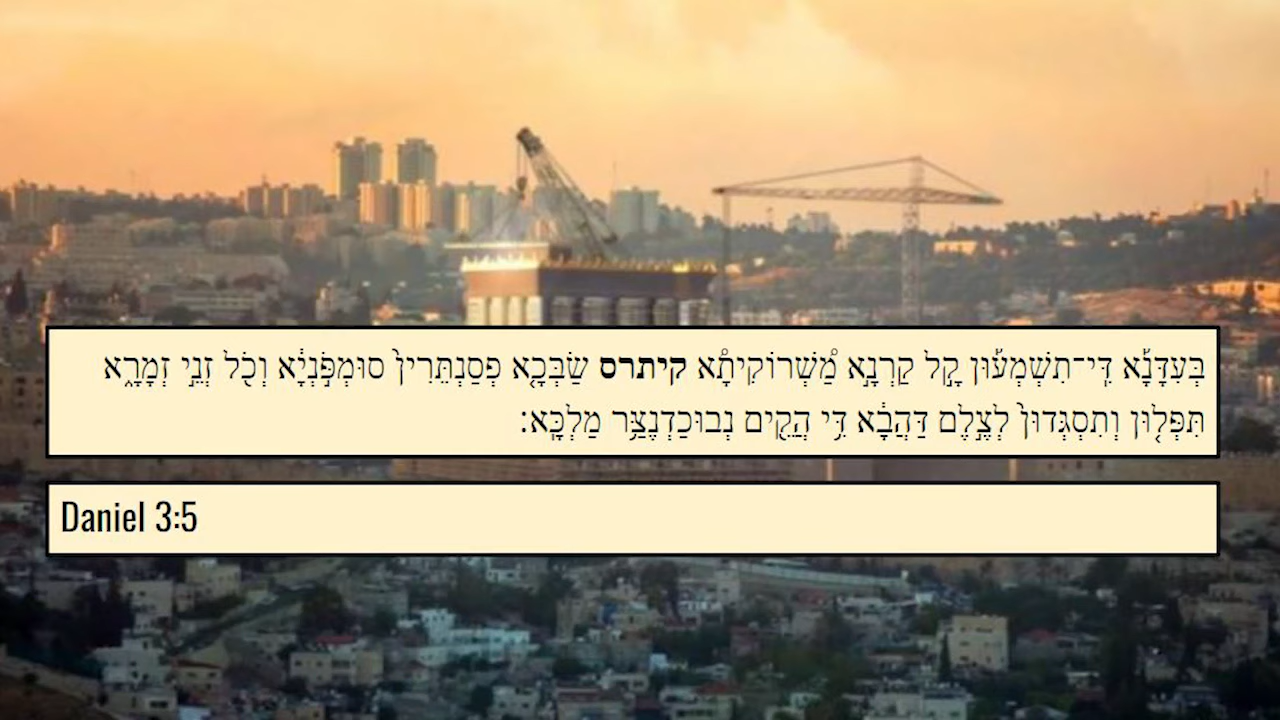 בְּעִדָּנָ֞א דִּֽי־תִשְׁמְע֡וּן קָ֣ל קַרְנָ֣א מַ֠שְׁרוֹקִיתָ֠א קיתרס שַׂבְּכָ֤א פְּסַנְתֵּרִין֙ סוּמְפֹּ֣נְיָ֔א וְכֹ֖ל זְנֵ֣י זְמָרָ֑א
תִּפְּל֤וּן וְתִסְגְּדוּן֙ לְצֶ֣לֶם דַּהֲבָ֔א דִּ֥י הֲקֵ֖ים נְבוּכַדְנֶצַּ֥ר מַלְכָּֽא׃
Daniel 3:5